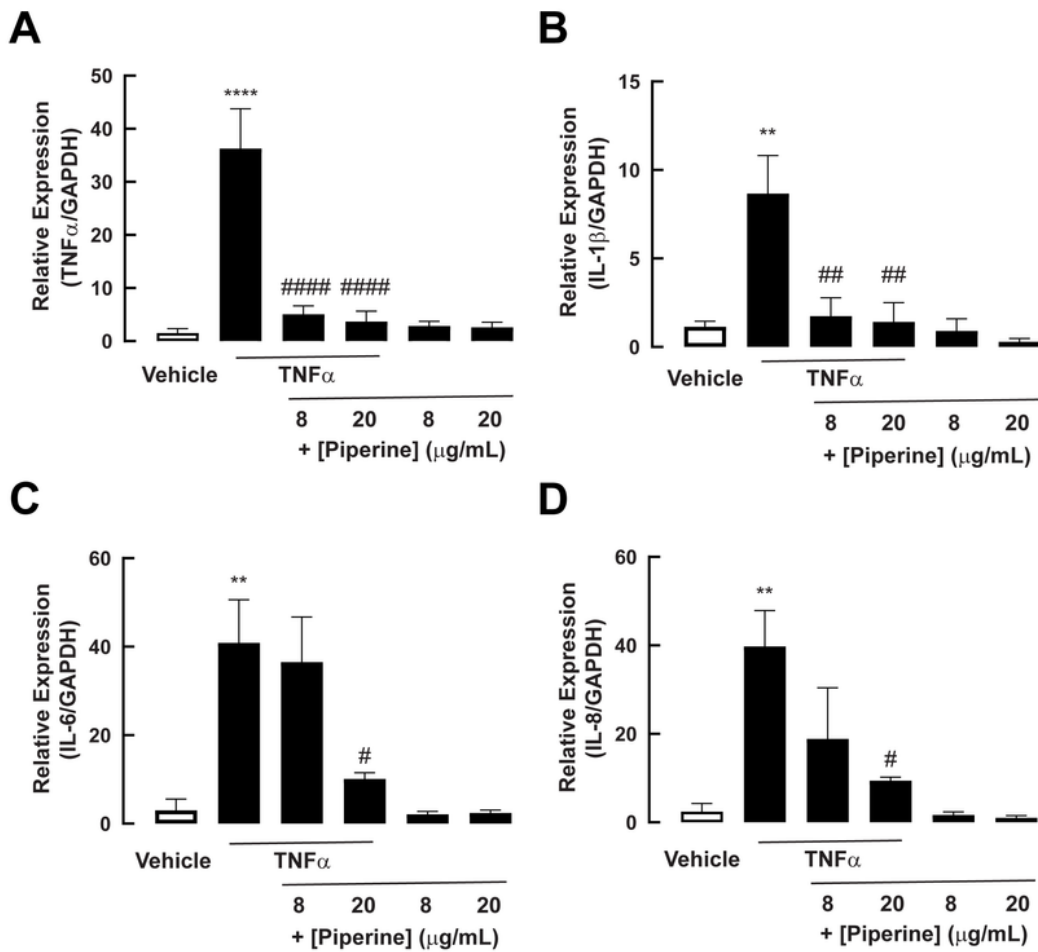 A
Relative Expression
(TNFα/GAPDH)
50
40
30
20
10
0
****
####
####
Vehicle
TNFα
8 20 8 20
+ [Piperine] (μg/mL)
B
Relative Expression
(IL-1β/GAPDH)
15
10
5
0
**
##
##
Vehicle
TNFα
8 20 8 20
+ [Piperine] (μg/mL)
C
Relative Expression
(IL-6/GAPDH)
60
40
20
0
**
#
Vehicle
TNFα
8 20 8 20
+ [Piperine] (μg/mL)
D
Relative Expression
(IL-8/GAPDH)
60
40
20
0
**
#
Vehicle
TNFα
8 20 8 20
+ [Piperine] (μg/mL)